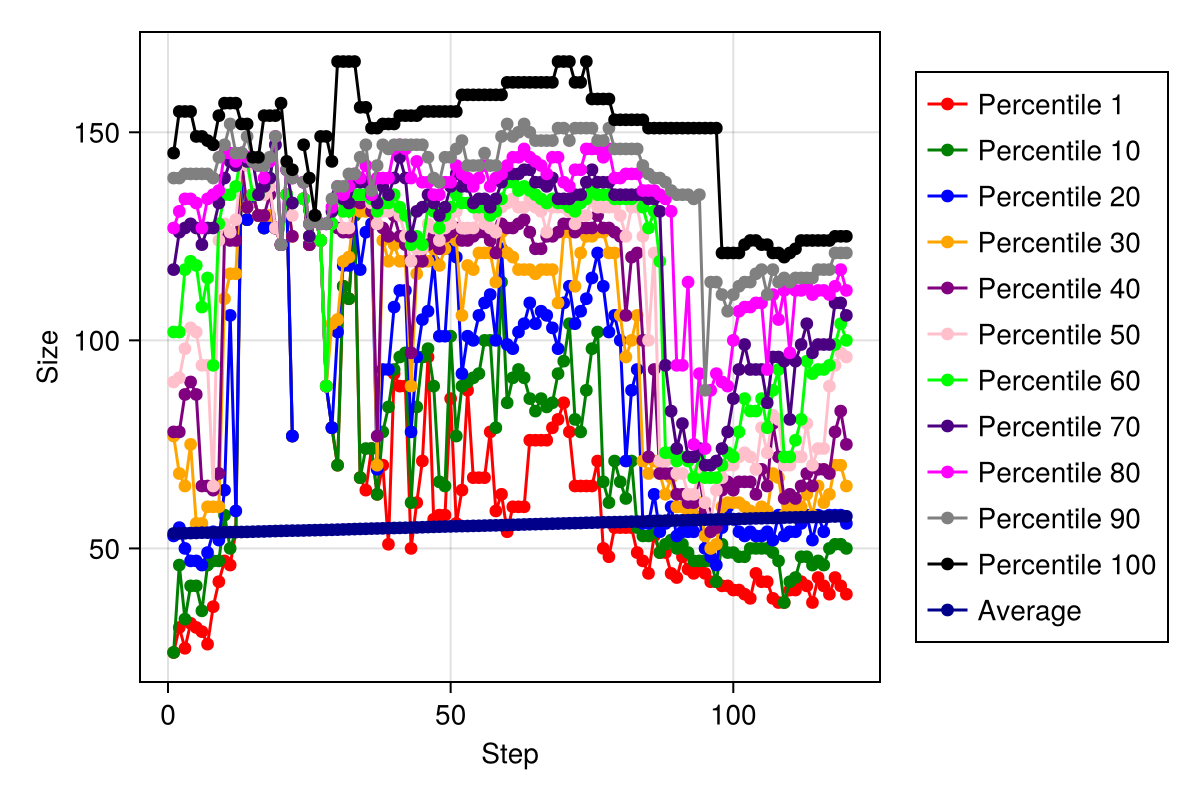 150
100
50
Size
0
50
100
Step
Percentile 1
Percentile 10
Percentile 20
Percentile 30
Percentile 40
Percentile 50
Percentile 60
Percentile 70
Percentile 80
Percentile 90
Percentile 100
Average